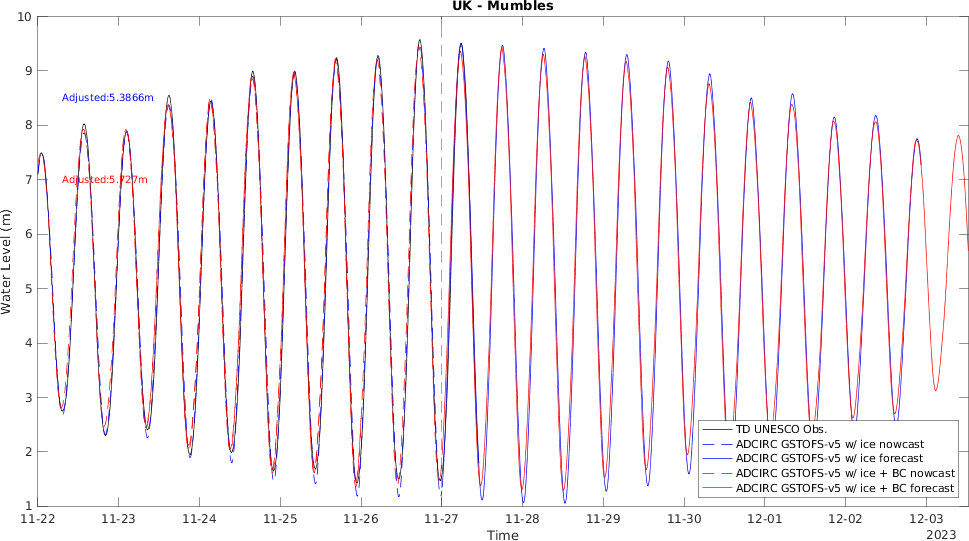 UK - Mumbles
10
9
8
7
6
5
4
3
2
1
Water Level (m)
Adjusted:5.3866m
Adjusted:5.727m
TD UNESCO Obs.
ADCIRC GSTOFS-v5 w/ ice nowcast
ADCIRC GSTOFS-v5 w/ ice forecast
ADCIRC GSTOFS-v5 w/ ice + BC nowcast
ADCIRC GSTOFS-v5 w/ ice + BC forecast
11-22 11-23 11-24 11-25 11-26 11-27 11-28 11-29 11-30 12-01 12-02 12-03
Time
2023